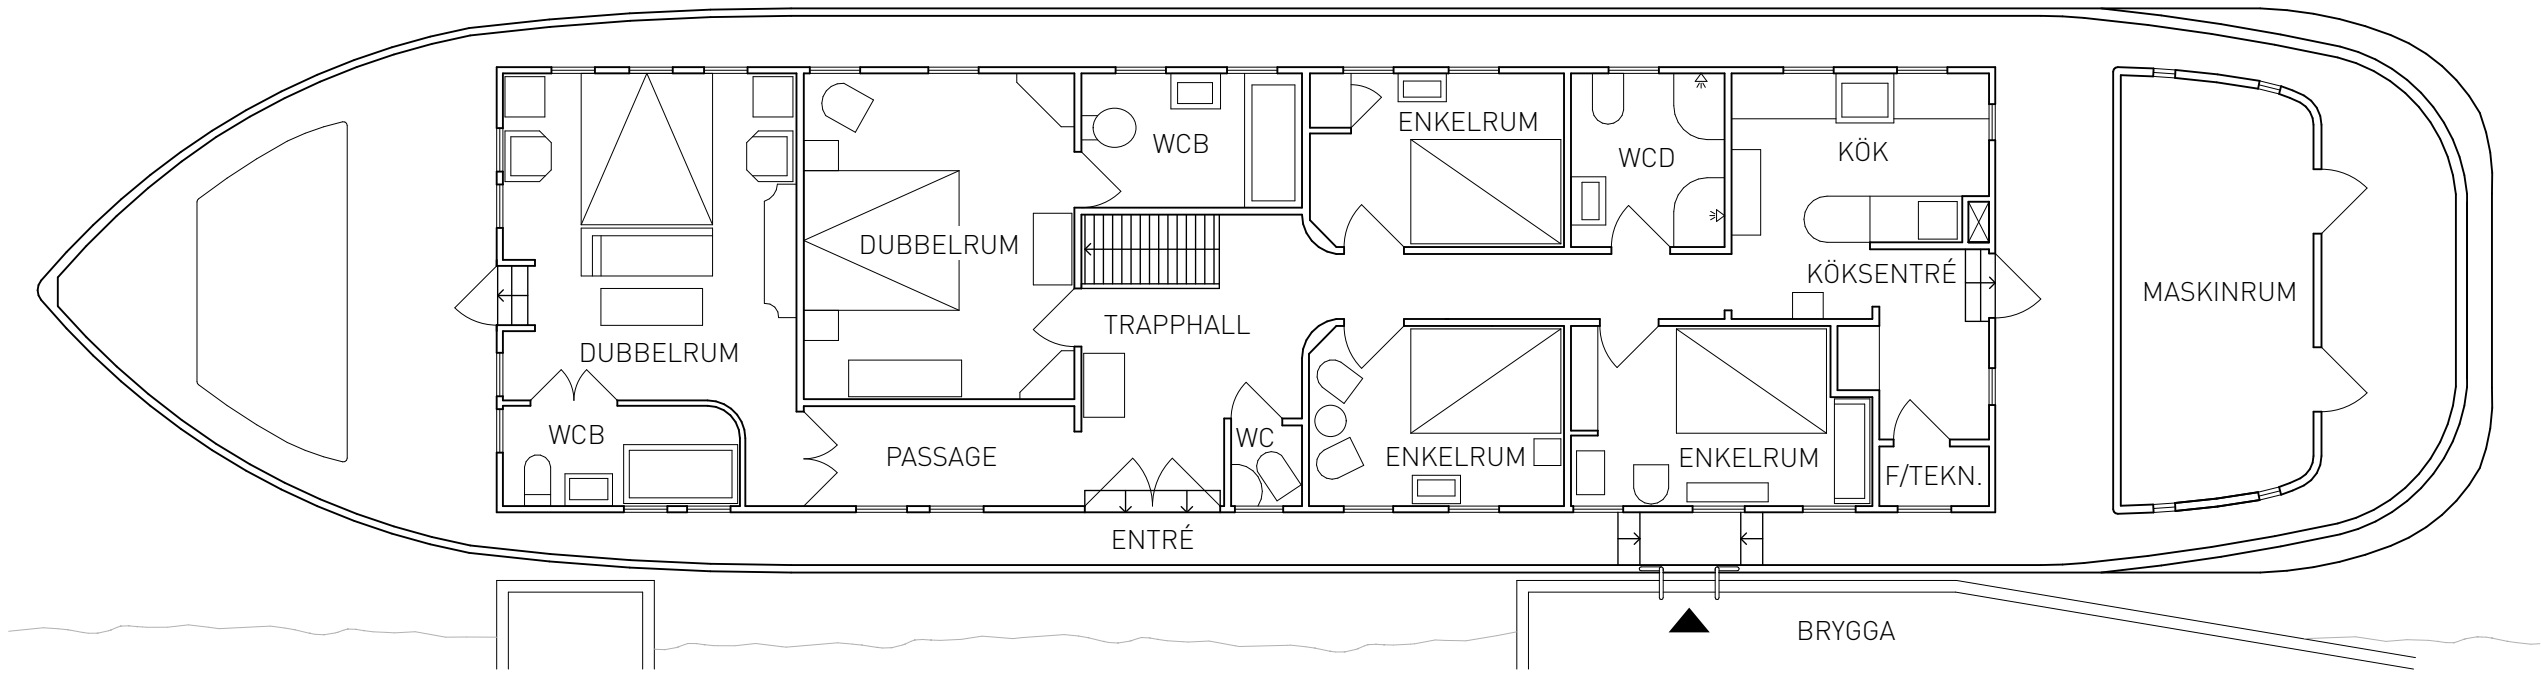 ENKELRUM
WCB
WCD
KÖK
DUBBELRUM
KÖKSENTRÉ
MASKINRUM
TRAPPHALL
DUBBELRUM
WCB
WC
PASSAGE
ENKELRUM
ENKELRUM
F/TEKN.
ENTRÉ
BRYGGA